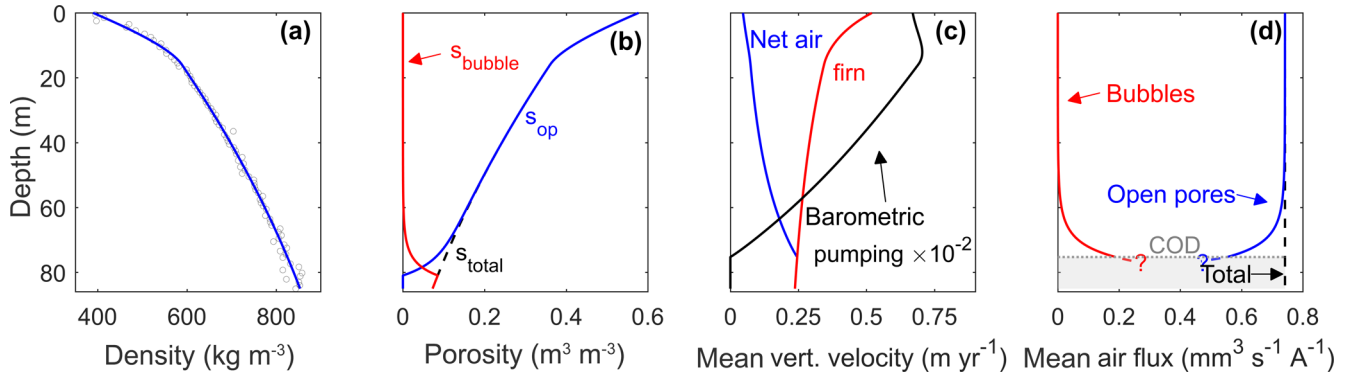 (a)
0
20
40
60
80
Depth (m)
400 600 800
Density (kg m⁻³)
(b)
s_bubble
s_op
s_total
0 0.2 0.4 0.6
Porosity (m³ m⁻³)
(c)
Net air
firn
Barometric
pumping ×10⁻²
0 0.25 0.5 0.75
Mean vert. velocity (m yr⁻¹)
(d)
Bubbles
Open pores
COD
? ?
Total
0 0.2 0.4 0.6 0.8
Mean air flux (mm³ s⁻¹ A⁻¹)